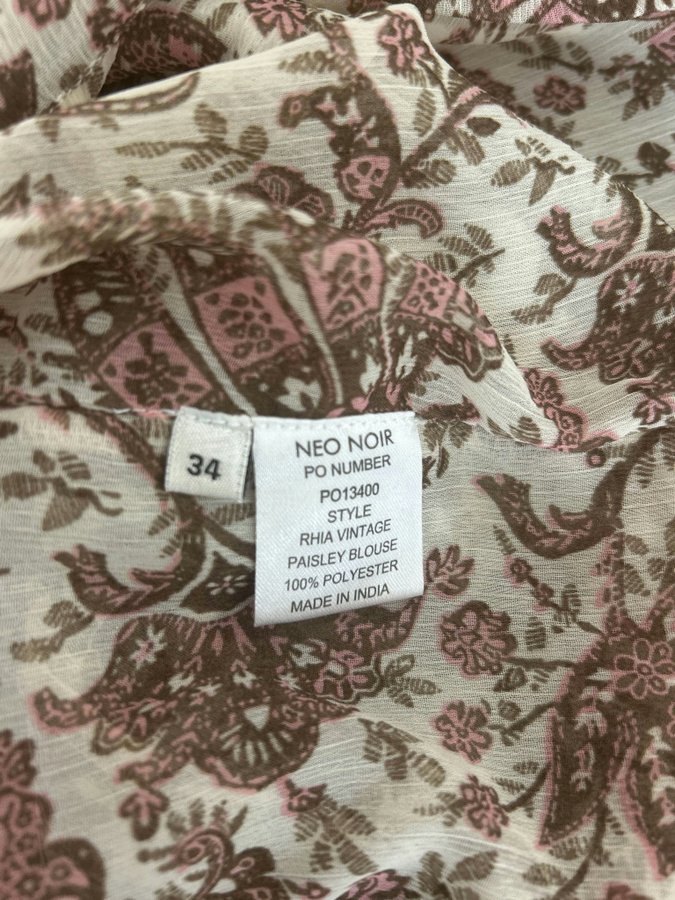 34
NEO NOIR
PO NUMBER
PO13400
STYLE
RHIA VINTAGE
PAISLEY BLOUSE
100% POLYESTER
MADE IN INDIA